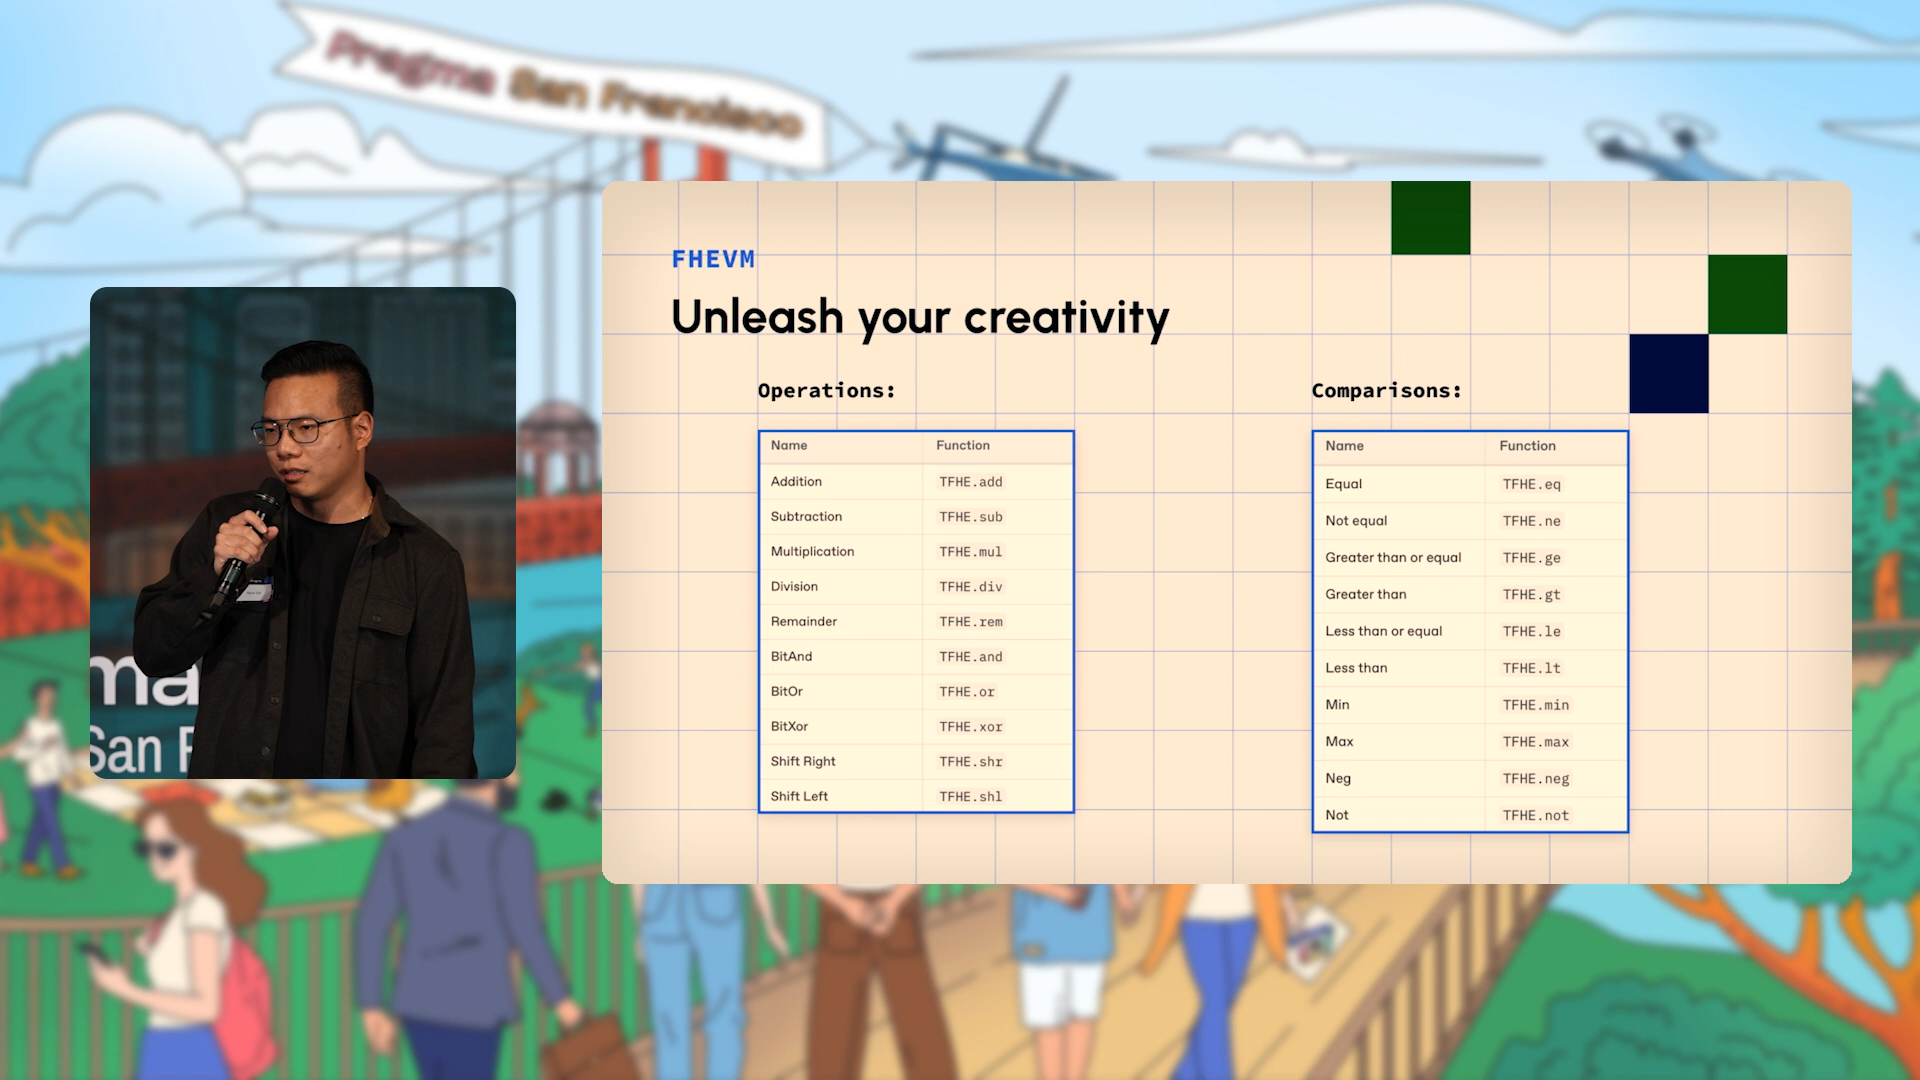 Pragma San Francisco
FHEVM
Unleash your creativity
Operations:
Name Function
Addition TFHE.add
Subtraction TFHE.sub
Multiplication TFHE.mul
Division TFHE.div
Remainder TFHE.rem
BitAnd TFHE.and
BitOr TFHE.or
BitXor TFHE.xor
Shift Right TFHE.shr
Shift Left TFHE.shl
Comparisons:
Name Function
Equal TFHE.eq
Not equal TFHE.ne
Greater than or equal TFHE.ge
Greater than TFHE.gt
Less than or equal TFHE.le
Less than TFHE.lt
Min TFHE.min
Max TFHE.max
Neg TFHE.neg
Not TFHE.not
ma
San F